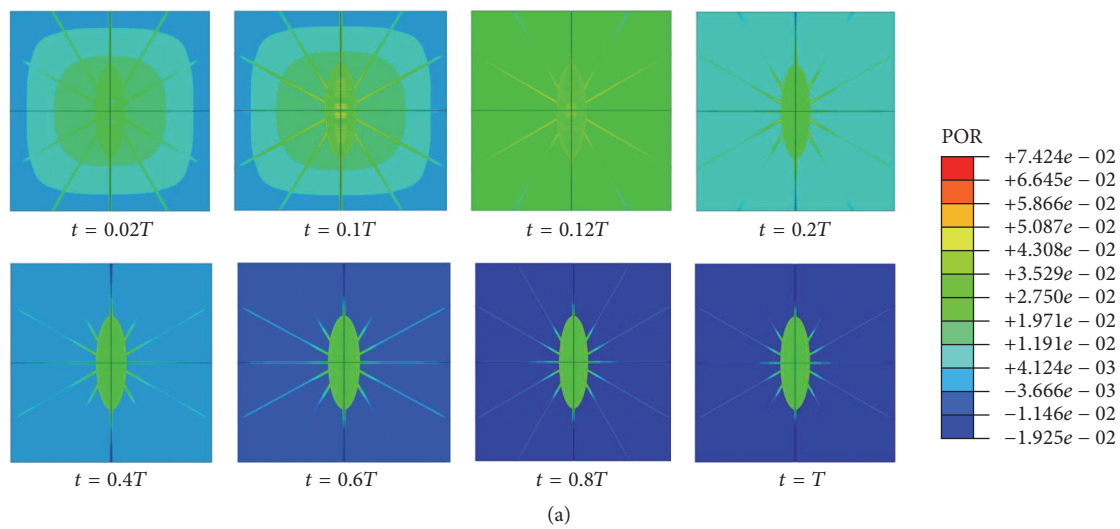 t = 0.02T
t = 0.1T
t = 0.12T
t = 0.2T
POR
+7.424e − 02
+6.645e − 02
+5.866e − 02
+5.087e − 02
+4.308e − 02
+3.529e − 02
+2.750e − 02
+1.971e − 02
+1.191e − 02
+4.124e − 03
−3.666e − 03
−1.146e − 02
−1.925e − 02
t = 0.4T
t = 0.6T
t = 0.8T
t = T
(a)